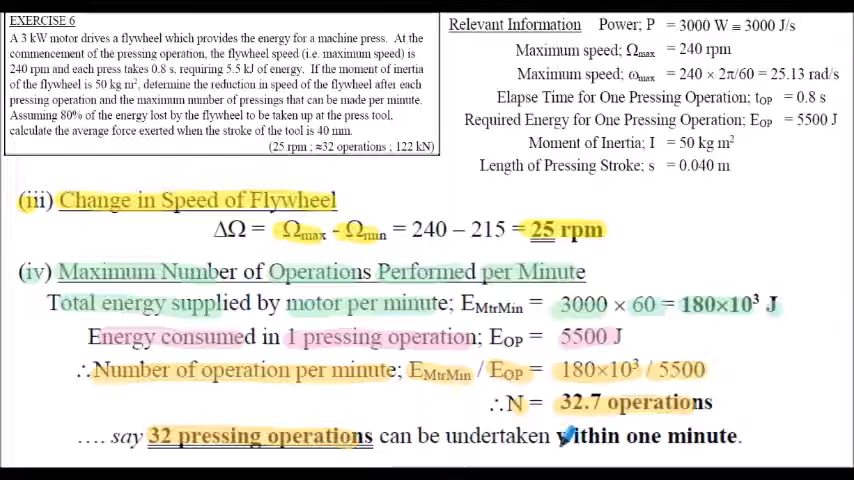 EXERCISE 6
A 3 kW motor drives a flywheel which provides the energy for a machine press. At the
commencement of the pressing operation, the flywheel speed (i.e. maximum speed) is
240 rpm and each press takes 0.8 s, requiring 5.5 kJ of energy. If the moment of inertia
of the flywheel is 50 kg m², determine the reduction in speed of the flywheel after each
pressing operation and the maximum number of pressings that can be made per minute.
Assuming 80% of the energy lost by the flywheel to be taken up at the press tool,
calculate the average force exerted when the stroke of the tool is 40 mm.
(25 rpm ; ≈32 operations ; 122 kN)
Relevant Information Power; P = 3000 W ≡ 3000 J/s
Maximum speed; Ωmax = 240 rpm
Maximum speed; ωmax = 240 × 2π/60 = 25.13 rad/s
Elapse Time for One Pressing Operation; tOP = 0.8 s
Required Energy for One Pressing Operation; EOP = 5500 J
Moment of Inertia; I = 50 kg m²
Length of Pressing Stroke; s = 0.040 m
(iii) Change in Speed of Flywheel
ΔΩ = Ωmax - Ωmin = 240 – 215 = 25 rpm
(iv) Maximum Number of Operations Performed per Minute
Total energy supplied by motor per minute; EMtrMin = 3000 × 60 = 180×10³ J
Energy consumed in 1 pressing operation; EOP = 5500 J
∴Number of operation per minute; EMtrMin / EOP = 180×10³ / 5500
∴N = 32.7 operations
…. say 32 pressing operations can be undertaken within one minute.